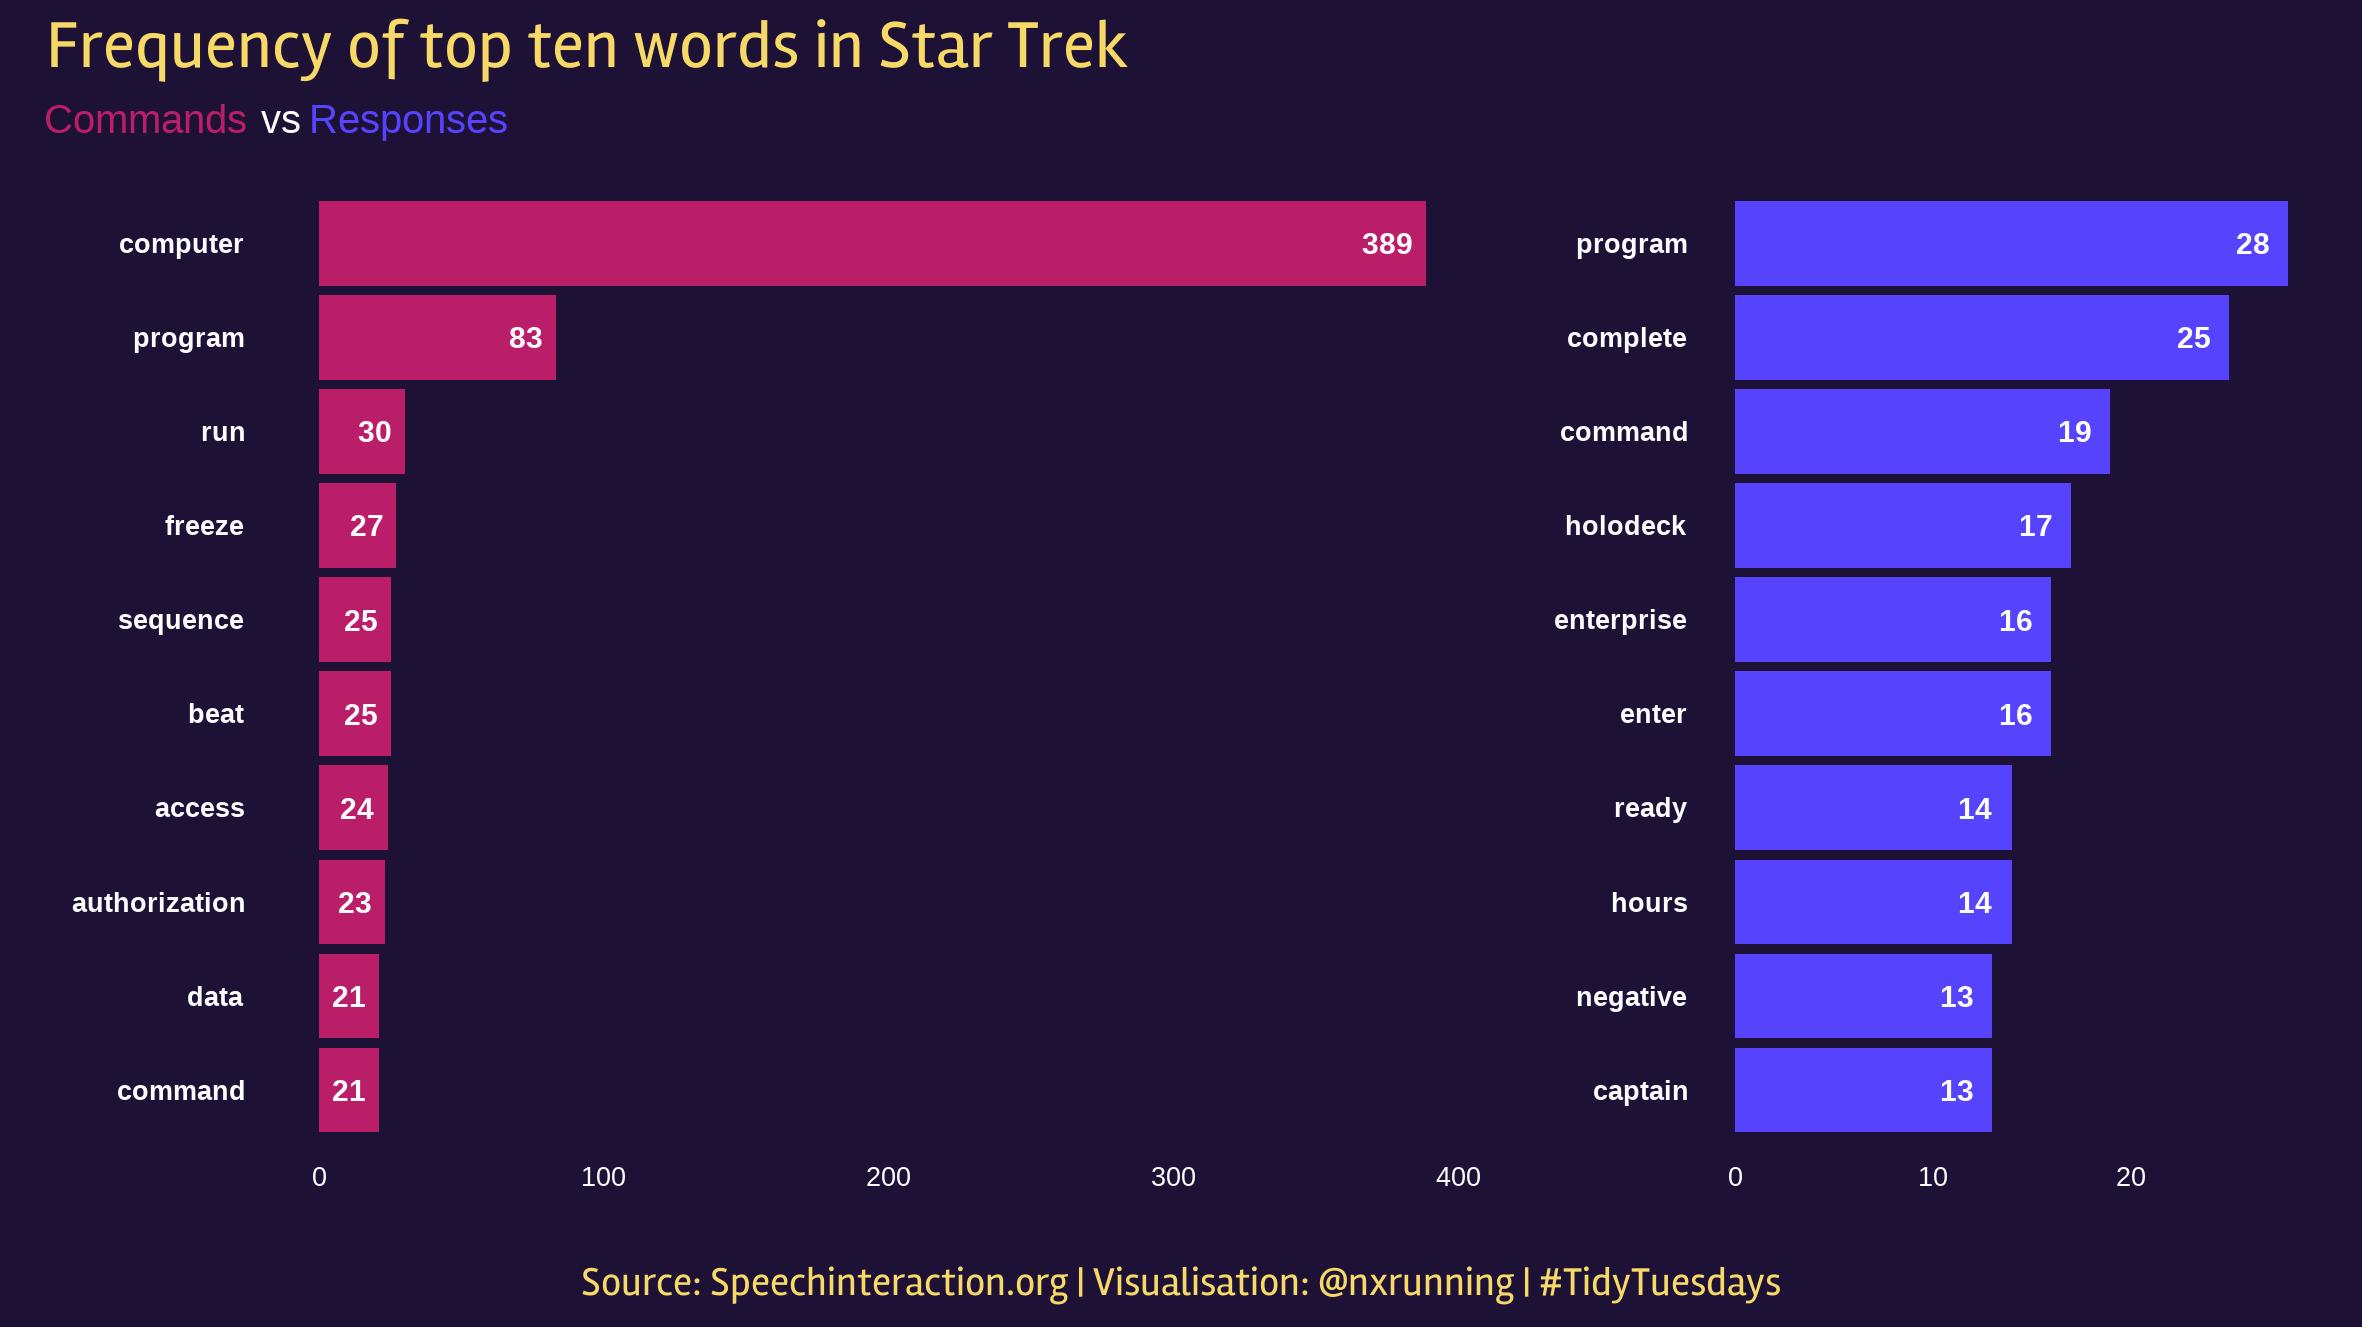 Frequency of top ten words in Star Trek
Commands vs Responses
computer 389
program 83
run 30
freeze 27
sequence 25
beat 25
access 24
authorization 23
data 21
command 21
0 100 200 300 400
program 28
complete 25
command 19
holodeck 17
enterprise 16
enter 16
ready 14
hours 14
negative 13
captain 13
0 10 20
Source: Speechinteraction.org | Visualisation: @nxrunning | #TidyTuesdays